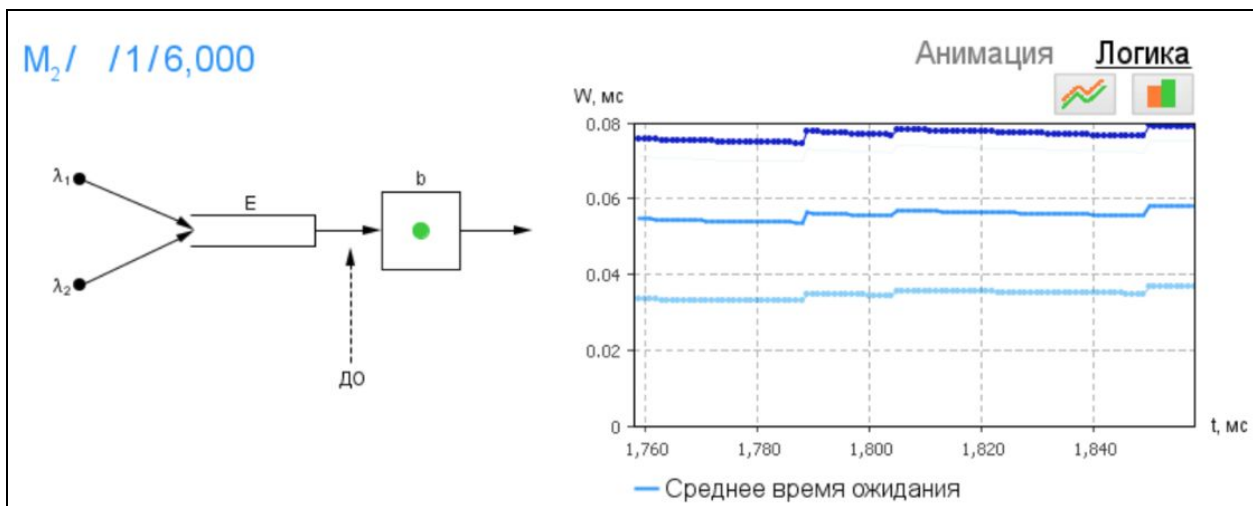 M₂/ /1/6,000
Анимация Логика
W, мс
0.08
0.06
0.04
0.02
0
1,760 1,780 1,800 1,820 1,840
t, мс
Среднее время ожидания
λ₁
λ₂
E
b
ДО